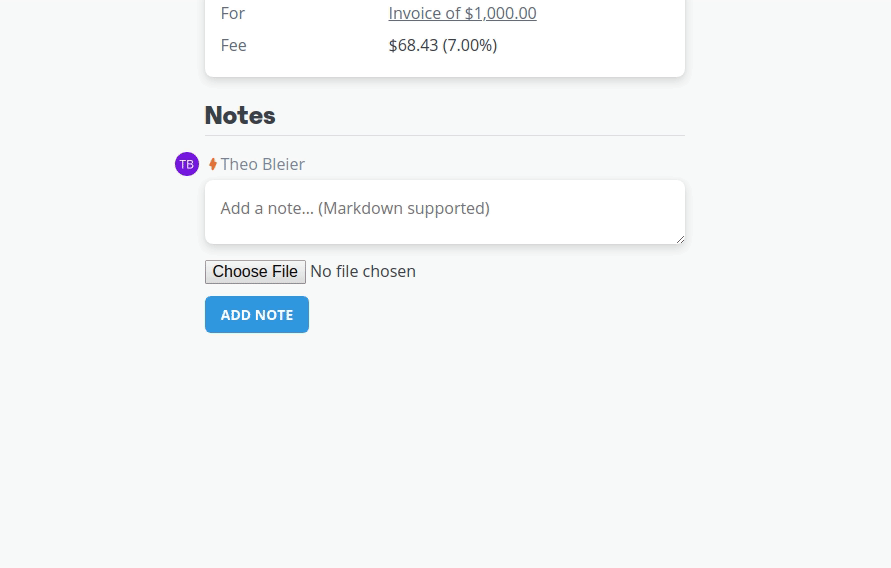 For Invoice of $1,000.00
Fee $68.43 (7.00%)
Notes
TB Theo Bleier
Add a note... (Markdown supported)
Choose File No file chosen
ADD NOTE